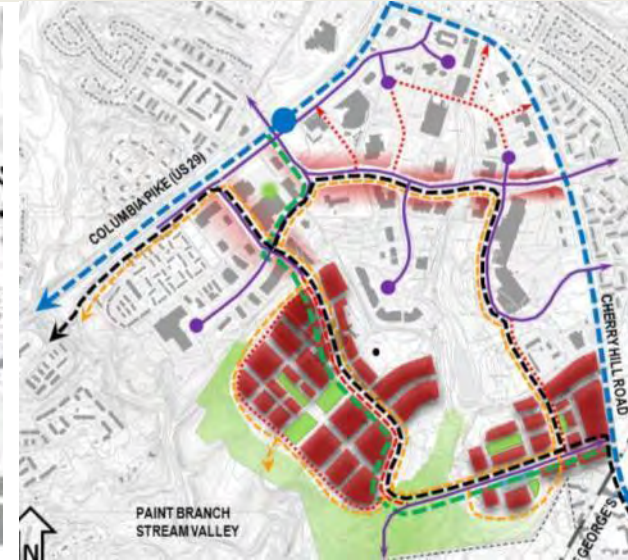 COLUMBIA PIKE (US 29)
CHERRY HILL ROAD
PAINT BRANCH
STREAM VALLEY
GEORGE'S
N